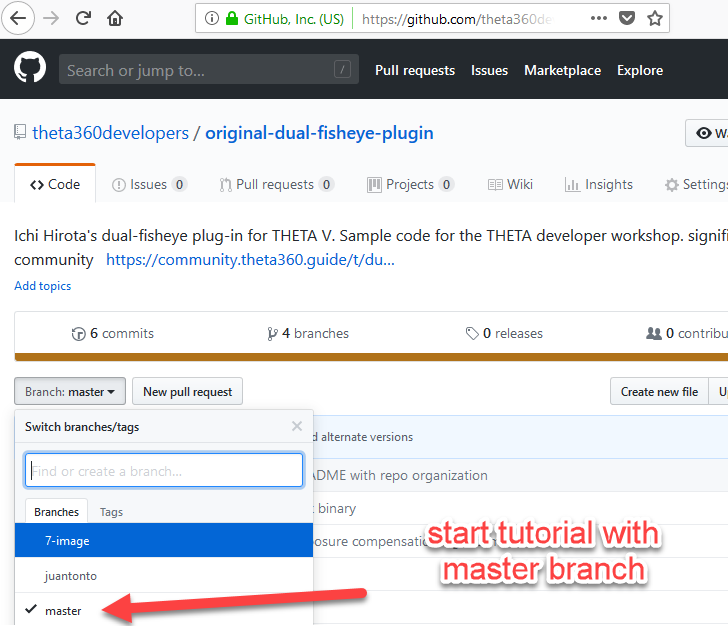 GitHub, Inc. (US) https://github.com/theta360de
Search or jump to... / Pull requests Issues Marketplace Explore
theta360developers / original-dual-fisheye-plugin
Code Issues 0 Pull requests 0 Projects 0 Wiki Insights Settings
Ichi Hirota's dual-fisheye plug-in for THETA V. Sample code for the THETA developer workshop. signifi
community https://community.theta360.guide/t/du...
Add topics
6 commits 4 branches 0 releases 0 contribu
Branch: master New pull request Create new file
Switch branches/tags
d alternate versions
Find or create a branch...
ADME with repo organization
Branches Tags
binary
7-image
start tutorial with
master branch
juantonto
master